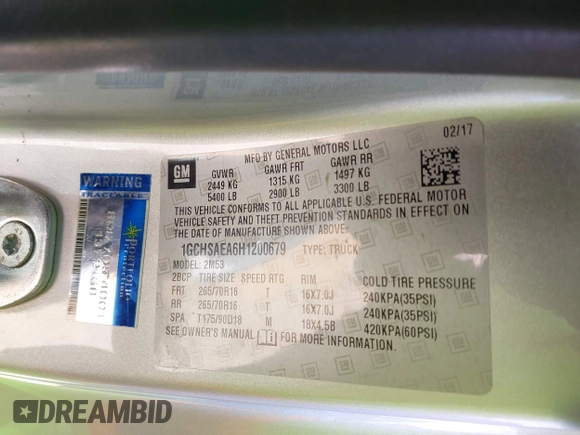 MFD BY GENERAL MOTORS LLC
02/17
GM
GVWR GAWR FRT GAWR RR
2449 KG 1315 KG 1497 KG
5400 LB 2900 LB 3300 LB
THIS VEHICLE CONFORMS TO ALL APPLICABLE U.S. FEDERAL MOTOR
VEHICLE SAFETY AND THEFT PREVENTION STANDARDS IN EFFECT ON
THE DATE OF MANUFACTURE SHOWN ABOVE.
1GCHSAEA6H1200679 TYPE: TRUCK
MODEL: 2M53
2BCP TIRE SIZE SPEED RTG RIM COLD TIRE PRESSURE
FRT 265/70R16 T 16X7.0J 240KPA(35PSI)
RR 265/70R16 T 16X7.0J 240KPA(35PSI)
SPA T175/90D18 M 18X4.5B 420KPA(60PSI)
SEE OWNER'S MANUAL FOR MORE INFORMATION
WARNING
TRACEABLE
PORTFOLIO
Protection
DREAMBID